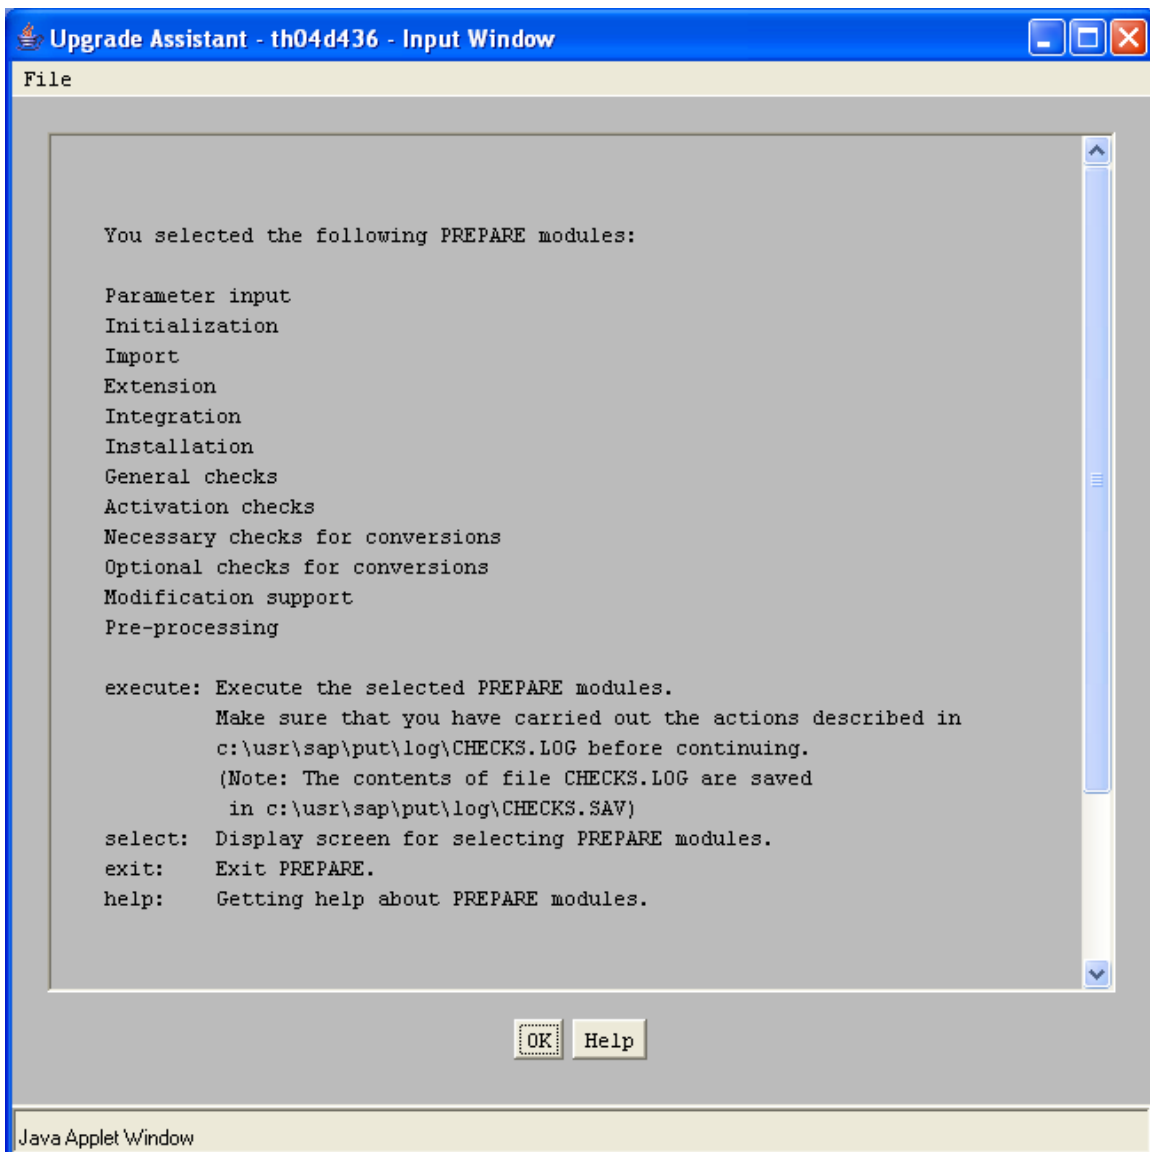 Upgrade Assistant - th04d436 - Input Window
File
You selected the following PREPARE modules:
Parameter input
Initialization
Import
Extension
Integration
Installation
General checks
Activation checks
Necessary checks for conversions
Optional checks for conversions
Modification support
Pre-processing
execute: Execute the selected PREPARE modules.
Make sure that you have carried out the actions described in
c:\usr\sap\put\log\CHECKS.LOG before continuing.
(Note: The contents of file CHECKS.LOG are saved
in c:\usr\sap\put\log\CHECKS.SAV)
select: Display screen for selecting PREPARE modules.
exit: Exit PREPARE.
help: Getting help about PREPARE modules.
OK Help
Java Applet Window